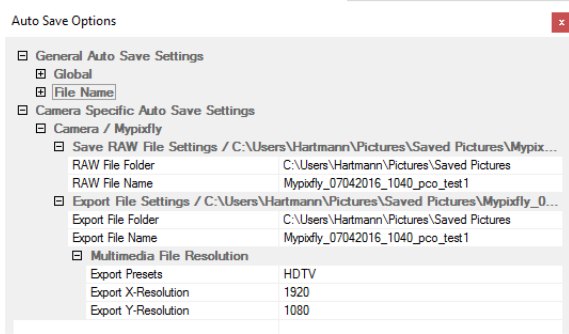 Auto Save Options
x
General Auto Save Settings
Global
File Name
Camera Specific Auto Save Settings
Camera / Mypixfly
Save RAW File Settings / C:\Users\Hartmann\Pictures\Saved Pictures\Mypix...
RAW File Folder C:\Users\Hartmann\Pictures\Saved Pictures
RAW File Name Mypixfly_07042016_1040_pco_test1
Export File Settings / C:\Users\Hartmann\Pictures\Saved Pictures\Mypixfly_0...
Export File Folder C:\Users\Hartmann\Pictures\Saved Pictures
Export File Name Mypixfly_07042016_1040_pco_test1
Multimedia File Resolution
Export Presets HDTV
Export X-Resolution 1920
Export Y-Resolution 1080